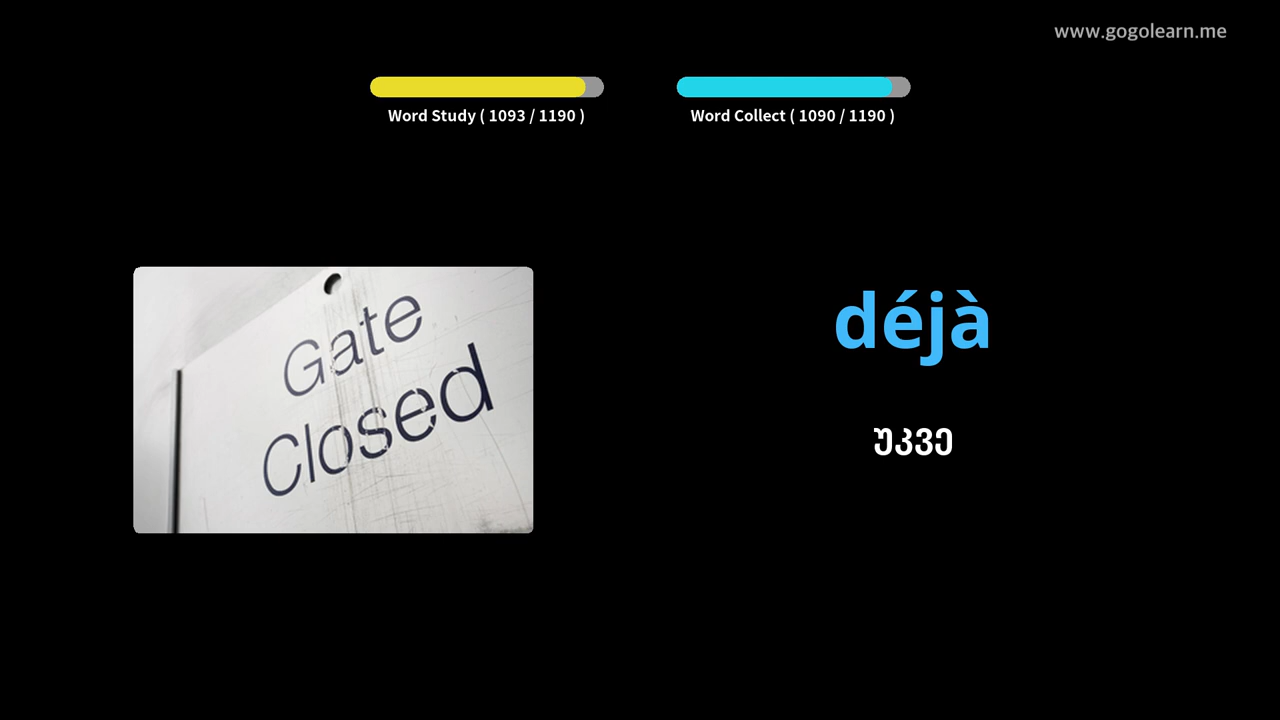 www.gogolearn.me
Word Study ( 1093 / 1190 )
Word Collect ( 1090 / 1190 )
Gate
Closed
déjà
უკვე